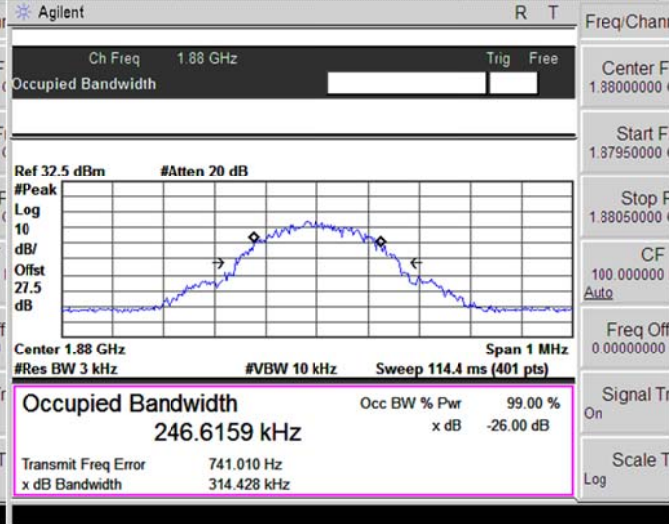 Agilent
R T
Freq/Chan
Ch Freq 1.88 GHz
Trig Free
Occupied Bandwidth
Center F
1.88000000
Start F
1.87950000
Ref 32.5 dBm #Atten 20 dB
#Peak
Log
10
dB/
Offst
27.5
dB
Stop F
1.88050000
CF
100.000000
Auto
Freq Off
0.00000000
Center 1.88 GHz Span 1 MHz
#Res BW 3 kHz #VBW 10 kHz Sweep 114.4 ms (401 pts)
Occupied Bandwidth
246.6159 kHz
Occ BW % Pwr 99.00 %
x dB -26.00 dB
Transmit Freq Error 741.010 Hz
x dB Bandwidth 314.428 kHz
Signal Tr
On
Scale T
Log